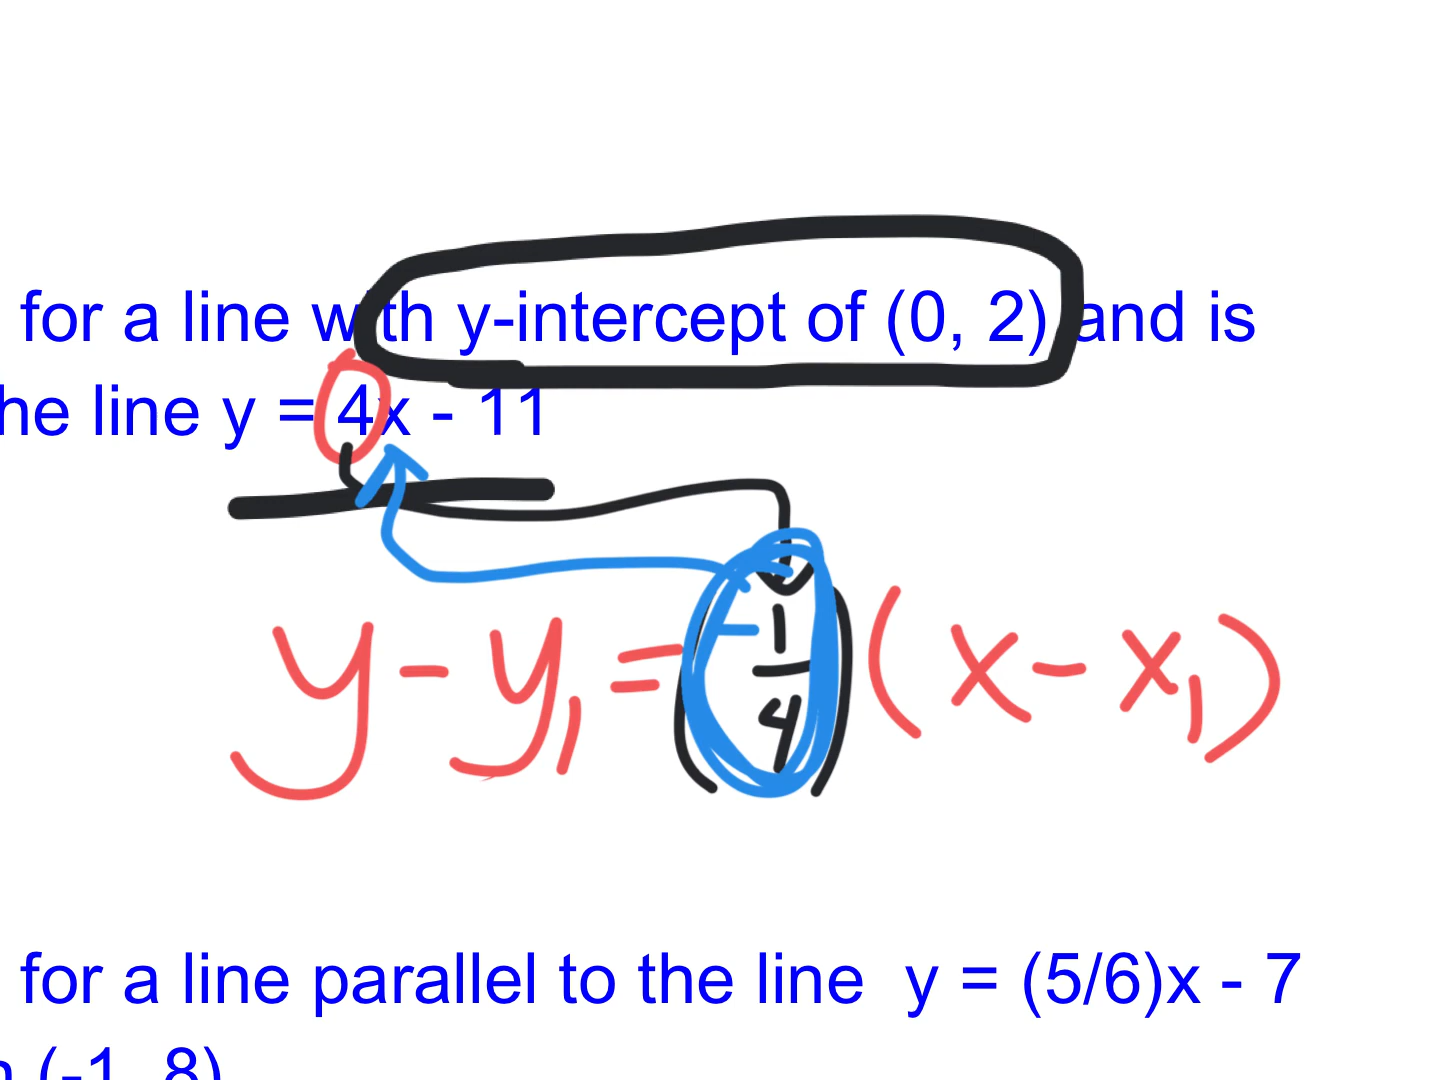 for a line with y-intercept of (0, 2) and is
he line y = 4x - 11
y - y₁ = (-1/4) (x - x₁)
for a line parallel to the line y = (5/6)x - 7
(-1, 8)